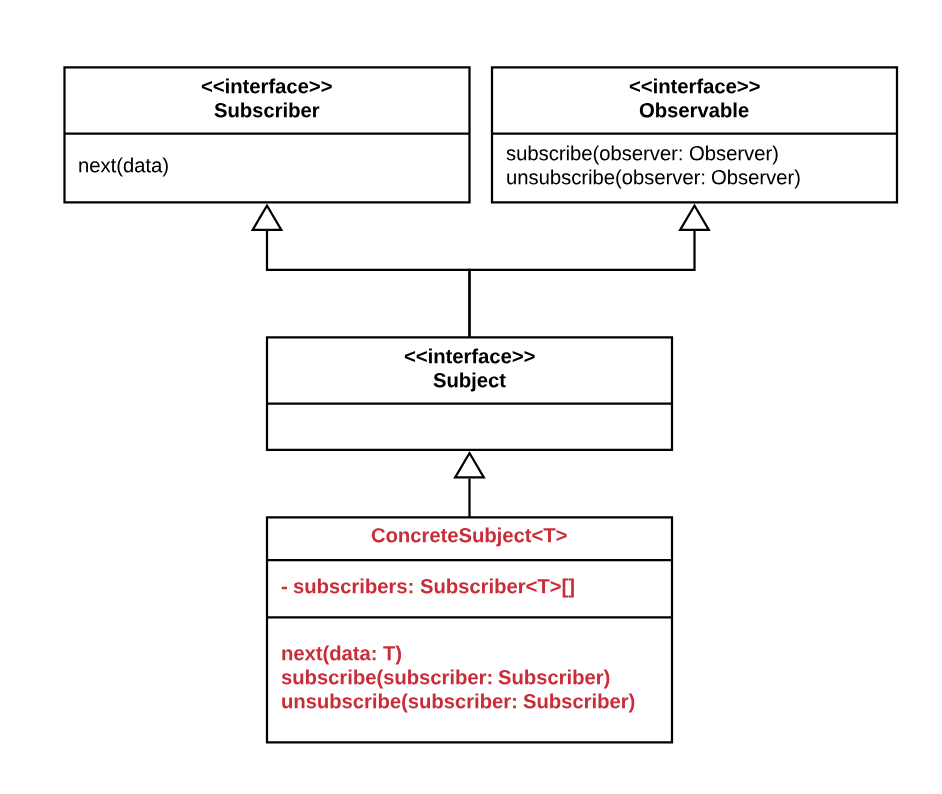 <<interface>>
Subscriber
next(data)
<<interface>>
Observable
subscribe(observer: Observer)
unsubscribe(observer: Observer)
<<interface>>
Subject
ConcreteSubject<T>
- subscribers: Subscriber<T>[]
next(data: T)
subscribe(subscriber: Subscriber)
unsubscribe(subscriber: Subscriber)